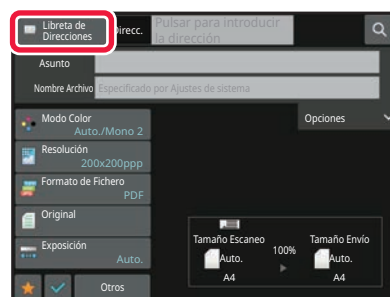 Libreta de
Direcciones
Direcc.
Pulsar para introducir
la dirección
Asunto
Nombre Archivo
Especificado por Ajustes de sistema
Modo Color
Auto./Mono 2
Opciones
Resolución
200x200ppp
Formato de Fichero
PDF
Original
Exposición
Auto.
Tamaño Escaneo
100%
Tamaño Envío
Auto.
Auto.
A4
A4
Otros